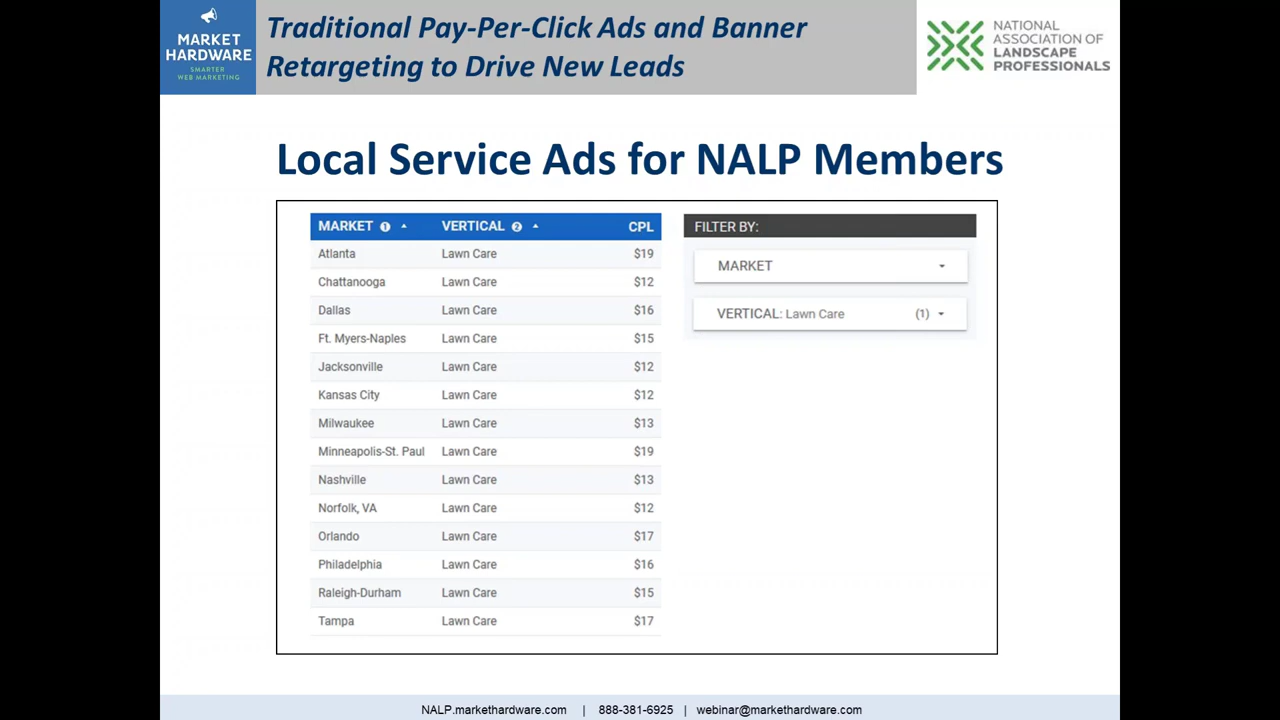 MARKET
HARDWARE
SMARTER
WEB MARKETING
Traditional Pay-Per-Click Ads and Banner
Retargeting to Drive New Leads
NATIONAL
ASSOCIATION OF
LANDSCAPE
PROFESSIONALS
Local Service Ads for NALP Members
MARKET 1 VERTICAL 2 CPL
Atlanta Lawn Care $19
Chattanooga Lawn Care $12
Dallas Lawn Care $16
Ft. Myers-Naples Lawn Care $15
Jacksonville Lawn Care $12
Kansas City Lawn Care $12
Milwaukee Lawn Care $13
Minneapolis-St. Paul Lawn Care $19
Nashville Lawn Care $13
Norfolk, VA Lawn Care $12
Orlando Lawn Care $17
Philadelphia Lawn Care $16
Raleigh-Durham Lawn Care $15
Tampa Lawn Care $17
FILTER BY:
MARKET
VERTICAL: Lawn Care (1)
NALP.markethardware.com | 888-381-6925 | webinar@markethardware.com